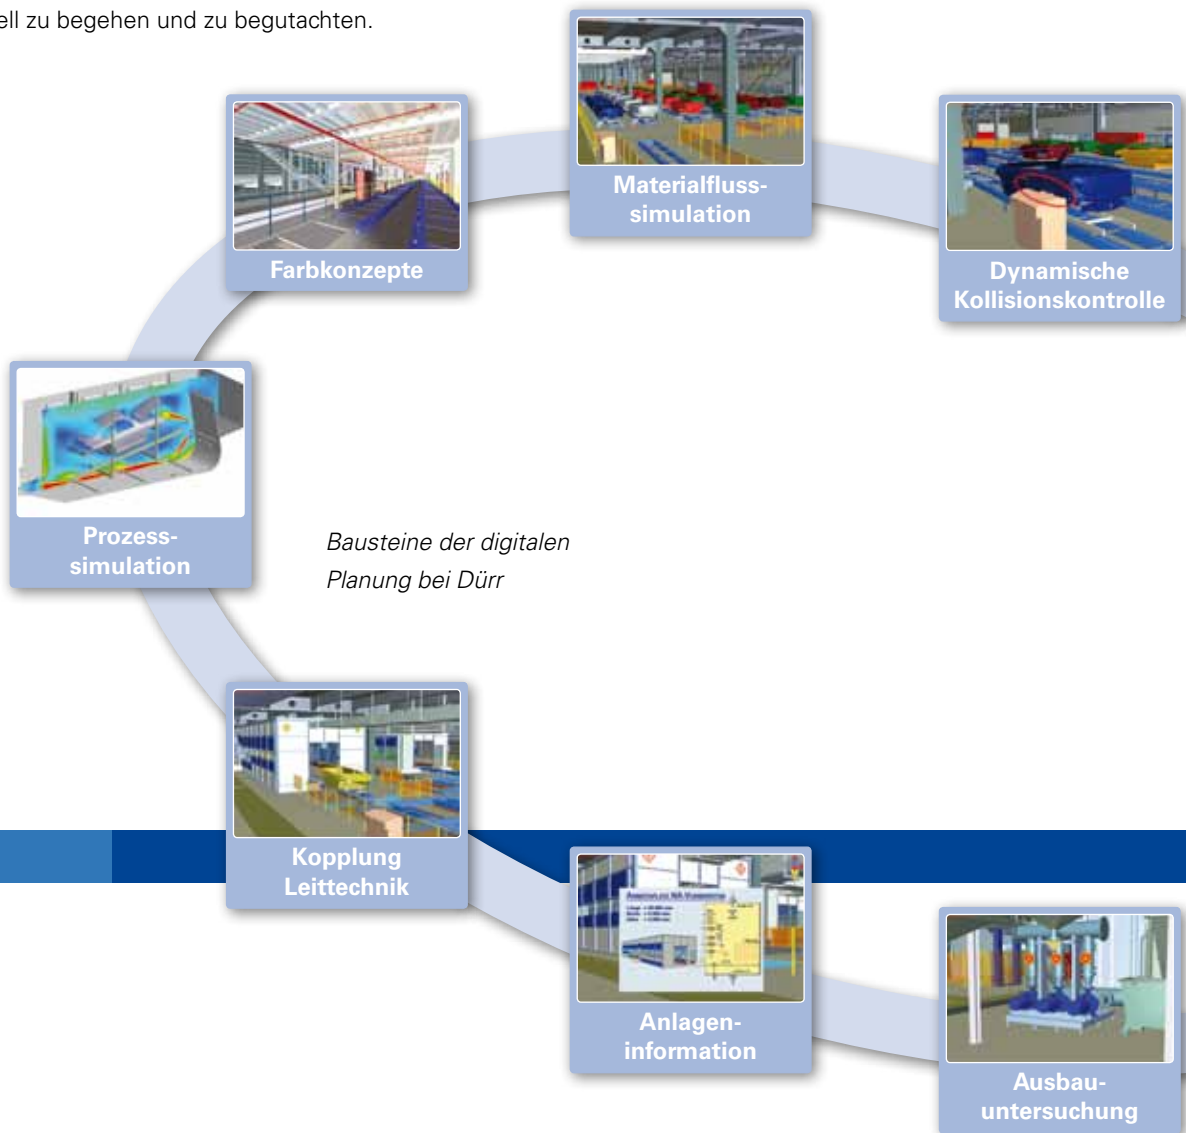 ell zu begehen und zu begutachten.
Materialfluss-
simulation
Farbkonzepte
Dynamische
Kollisionskontrolle
Prozess-
simulation
Bausteine der digitalen
Planung bei Dürr
Kopplung
Leittechnik
Anlagen-
information
Ausbau-
untersuchung